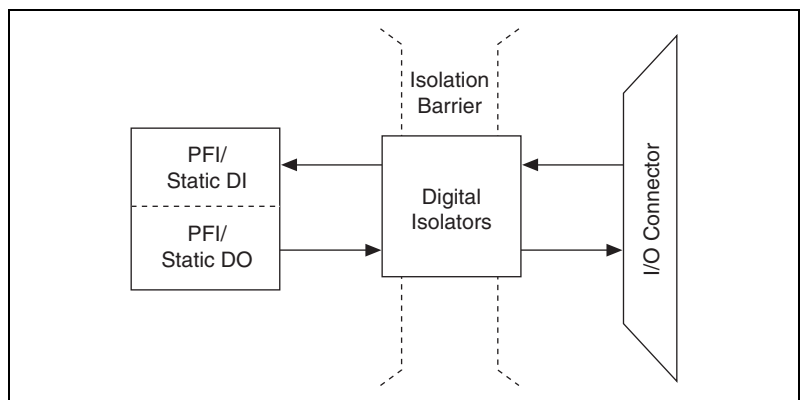 Isolation
Barrier
PFI/
Static DI
PFI/
Static DO
Digital
Isolators
I/O Connector